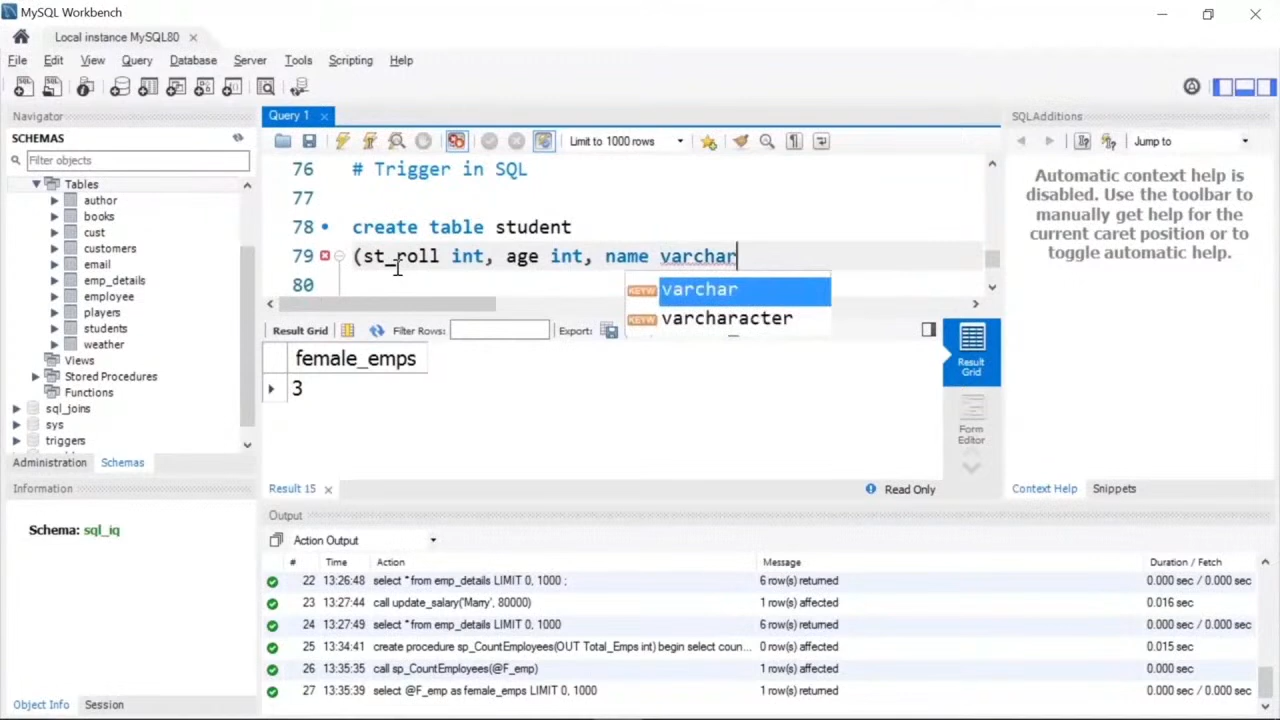 MySQL Workbench
Local instance MySQL80
File Edit View Query Database Server Tools Scripting Help
Navigator
SCHEMAS
Filter objects
Tables
author
books
cust
customers
email
emp_details
employee
players
students
weather
Views
Stored Procedures
Functions
sql_joins
sys
triggers
Administration Schemas
Information
Schema: sql_iq
Object Info Session
Query 1
Limit to 1000 rows
76 # Trigger in SQL
77
78 create table student
79 (st_roll int, age int, name varchar
80
varchar
varcharacter
Result Grid Filter Rows: Export:
female_emps
3
Result Grid
Form Editor
Result 15
Read Only
SQLAdditions
Jump to
Automatic context help is
disabled. Use the toolbar to
manually get help for the
current caret position or to
toggle automatic help.
Context Help Snippets
Output
Action Output
# Time Action Message Duration / Fetch
22 13:26:48 select * from emp_details LIMIT 0, 1000 ; 6 row(s) returned 0.000 sec / 0.000 sec
23 13:27:44 call update_salary('Marry', 80000) 1 row(s) affected 0.016 sec
24 13:27:49 select * from emp_details LIMIT 0, 1000 6 row(s) returned 0.000 sec / 0.000 sec
25 13:34:41 create procedure sp_CountEmployees(OUT Total_Emps int) begin select coun... 0 row(s) affected 0.015 sec
26 13:35:35 call sp_CountEmployees(@F_emp) 1 row(s) affected 0.000 sec
27 13:35:39 select @F_emp as female_emps LIMIT 0, 1000 1 row(s) returned 0.000 sec / 0.000 sec